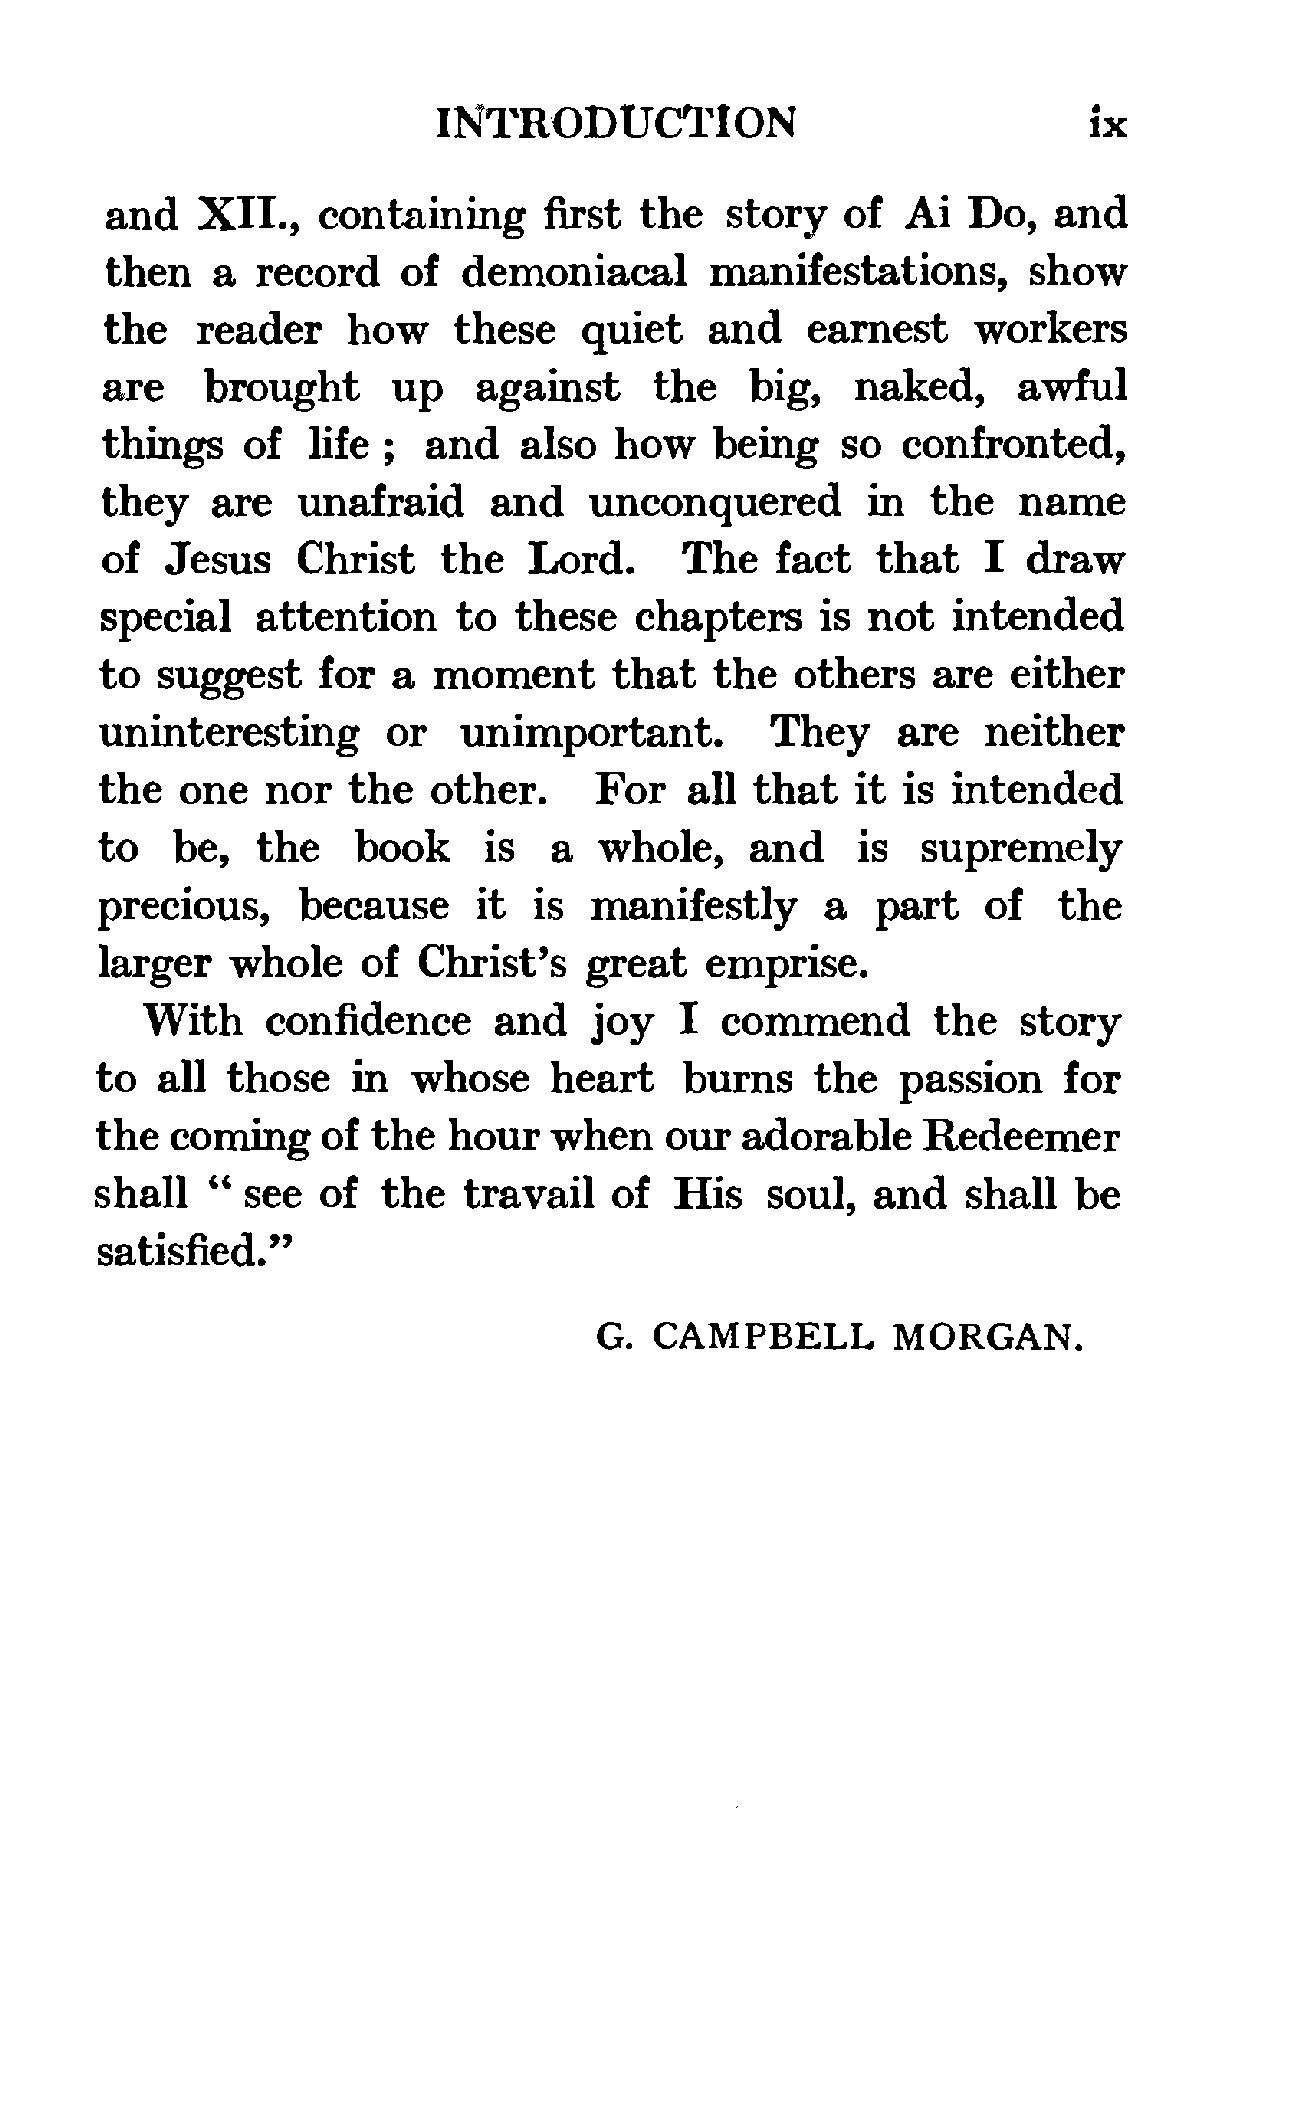 INTRODUCTION ix
and XII., containing first the story of Ai Do, and
then a record of demoniacal manifestations, show
the reader how these quiet and earnest workers
are brought up against the big, naked, awful
things of life ; and also how being so confronted,
they are unafraid and unconquered in the name
of Jesus Christ the Lord. The fact that I draw
special attention to these chapters is not intended
to suggest for a moment that the others are either
uninteresting or unimportant. They are neither
the one nor the other. For all that it is intended
to be, the book is a whole, and is supremely
precious, because it is manifestly a part of the
larger whole of Christ's great emprise.
With confidence and joy I commend the story
to all those in whose heart burns the passion for
the coming of the hour when our adorable Redeemer
shall “ see of the travail of His soul, and shall be
satisfied.”
G. CAMPBELL MORGAN.